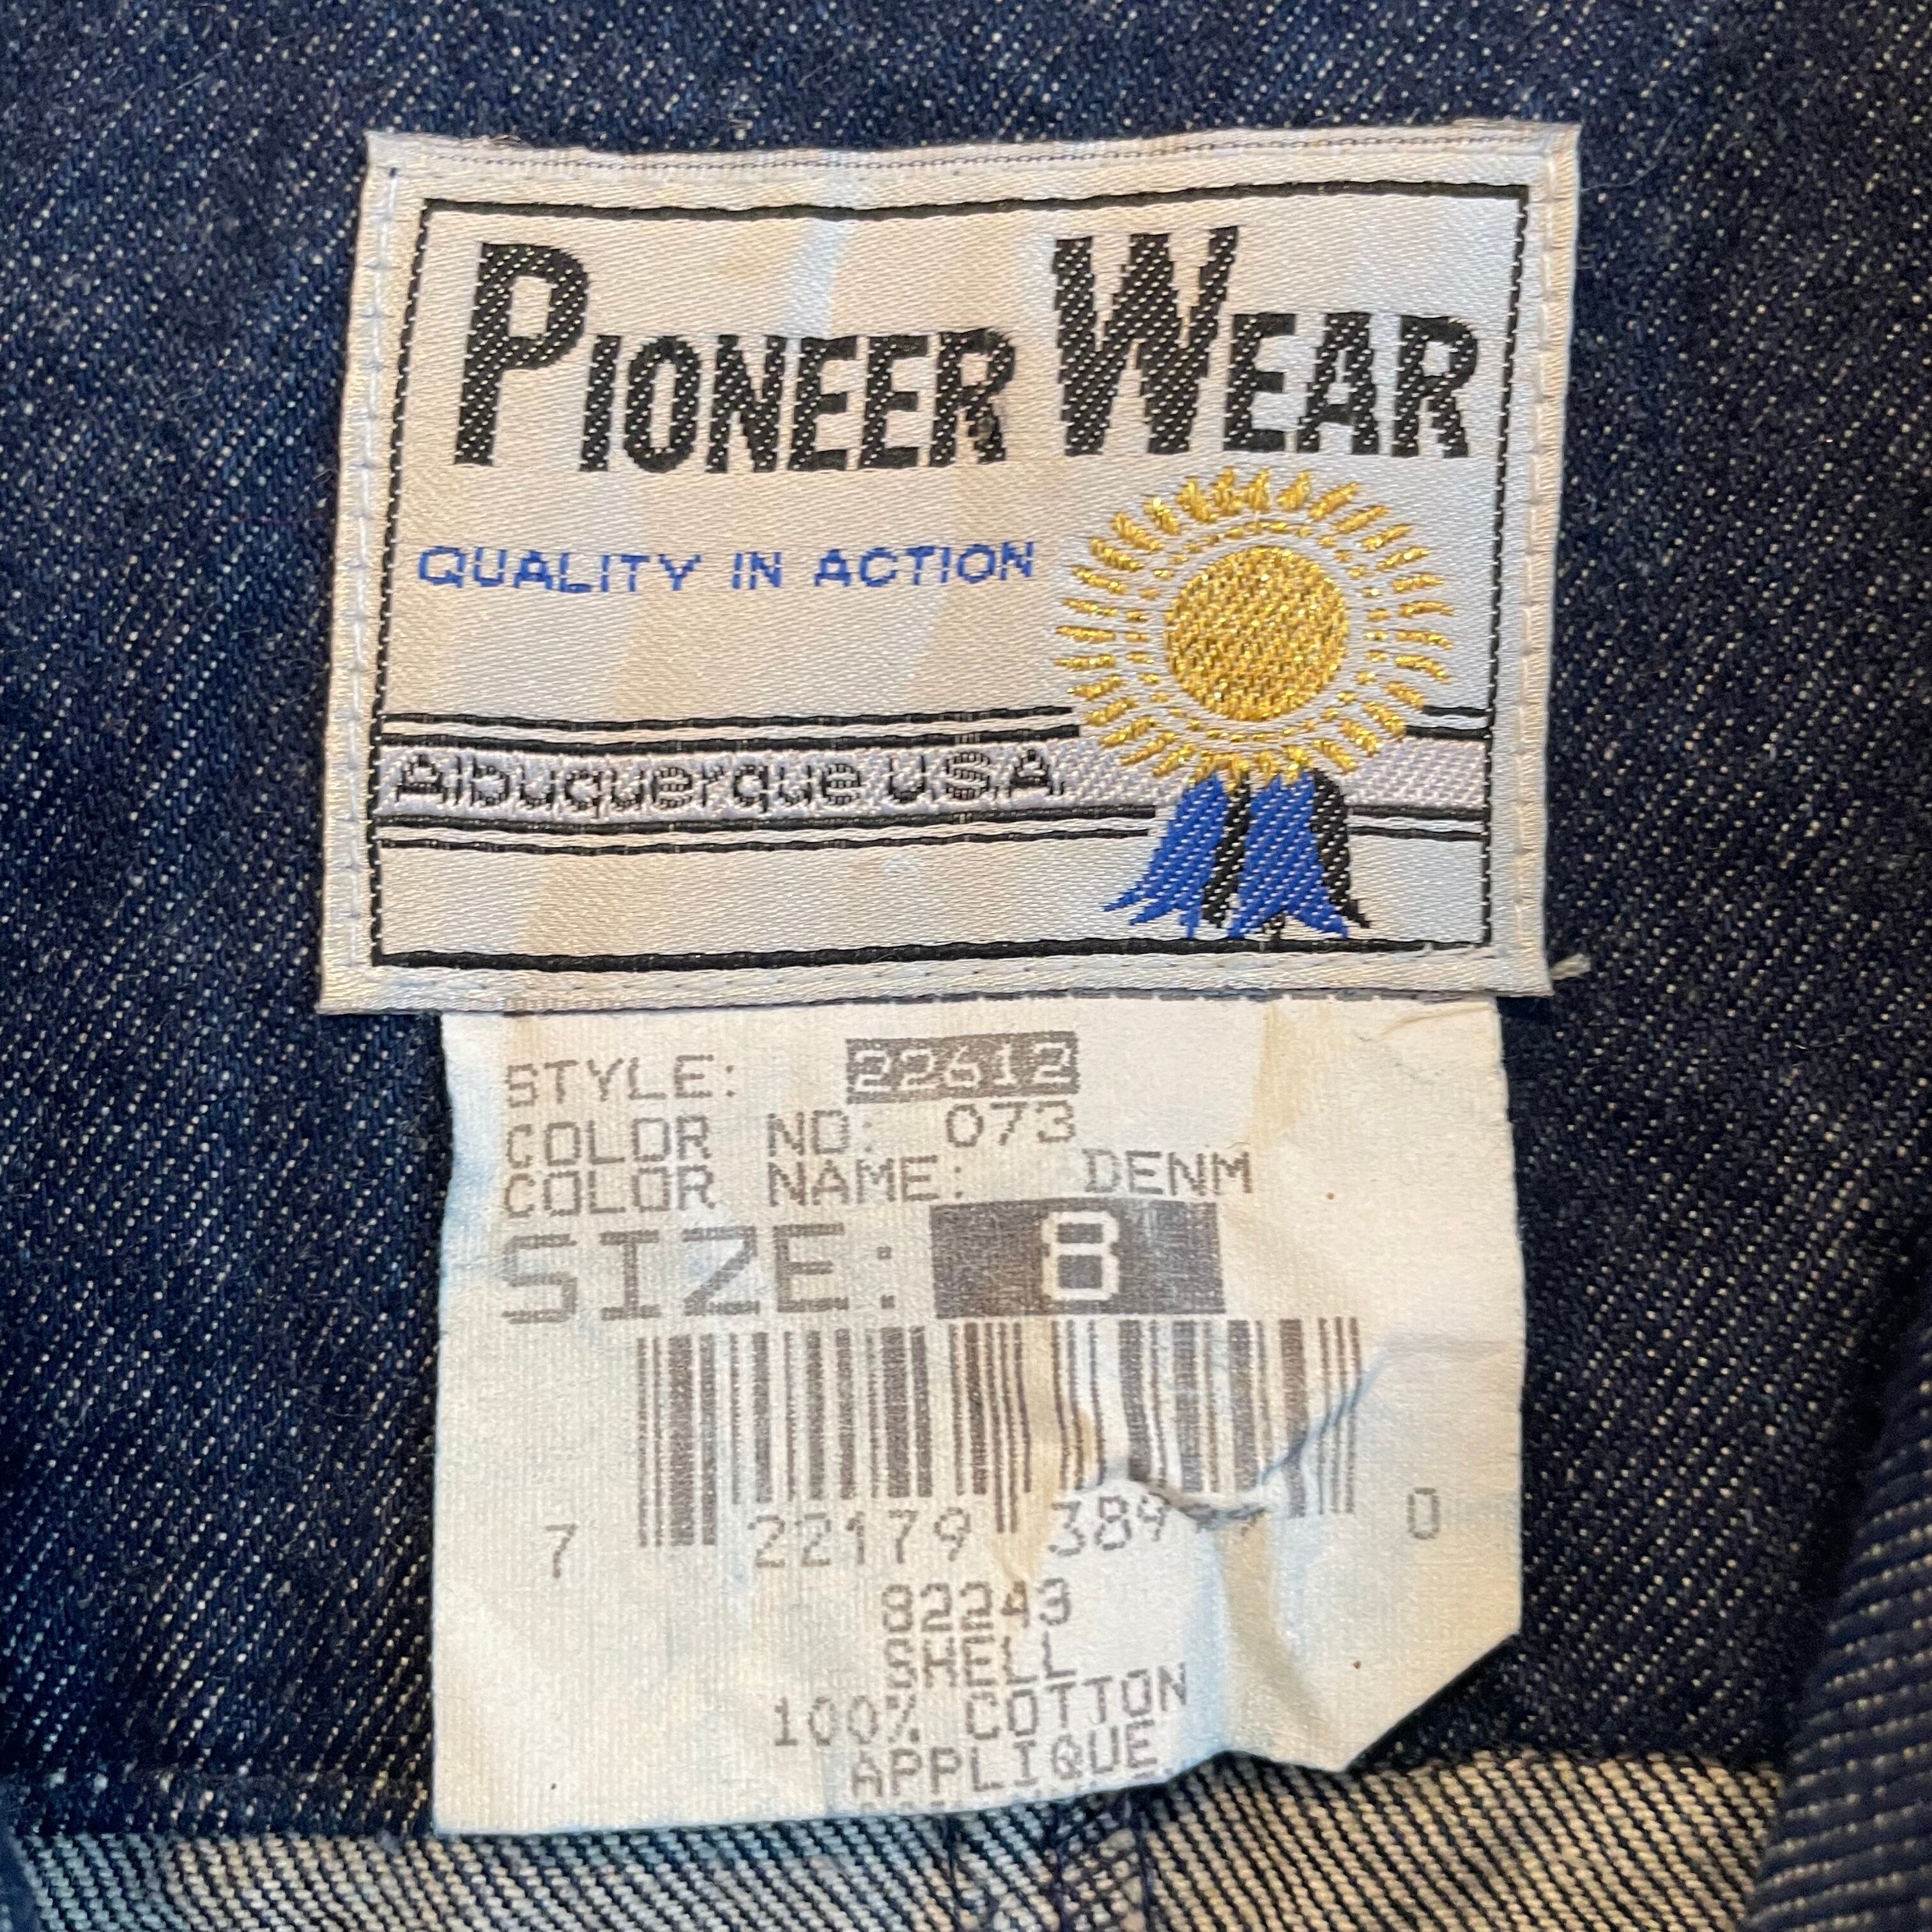 PIONEER WEAR
QUALITY IN ACTION
Albuquerque USA
STYLE: 22612
COLOR NO: 073
COLOR NAME: DENM
SIZE: 8
7 22179 0
82243
SHELL
100% COTTON
APPLIQUE